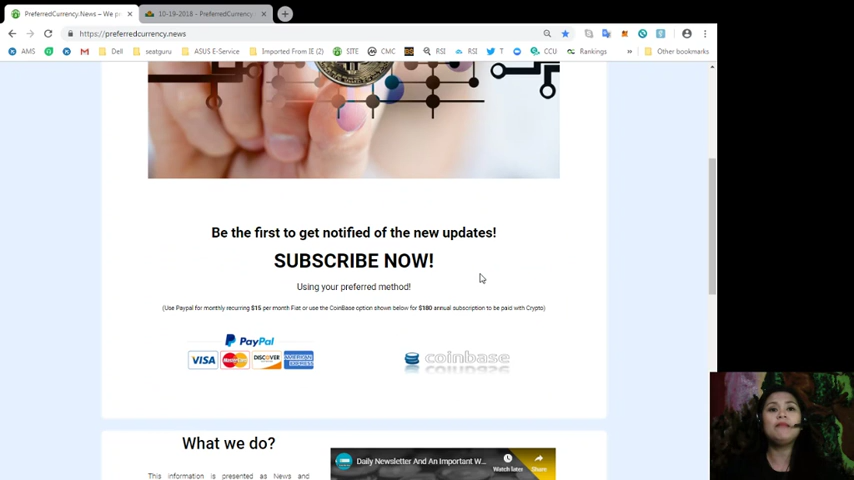 PreferredCurrency.News – We p
10-19-2018 - PreferredCurrency.N
https://preferredcurrency.news
AMS
Dell
seatguru
ASUS E-Service
Imported From IE (2)
SITE
CMC
RSI
RSI
T
CCU
Rankings
»
Other bookmarks
Be the first to get notified of the new updates!
SUBSCRIBE NOW!
Using your preferred method!
(Use Paypal for monthly recurring $15 per month Fiat or use the CoinBase option shown below for $180 annual subscription to be paid with Crypto)
PayPal
VISA MasterCard DISCOVER AMERICAN EXPRESS
coinbase
What we do?
This information is presented as News and
Daily Newsletter And An Important W...
Watch later
Share